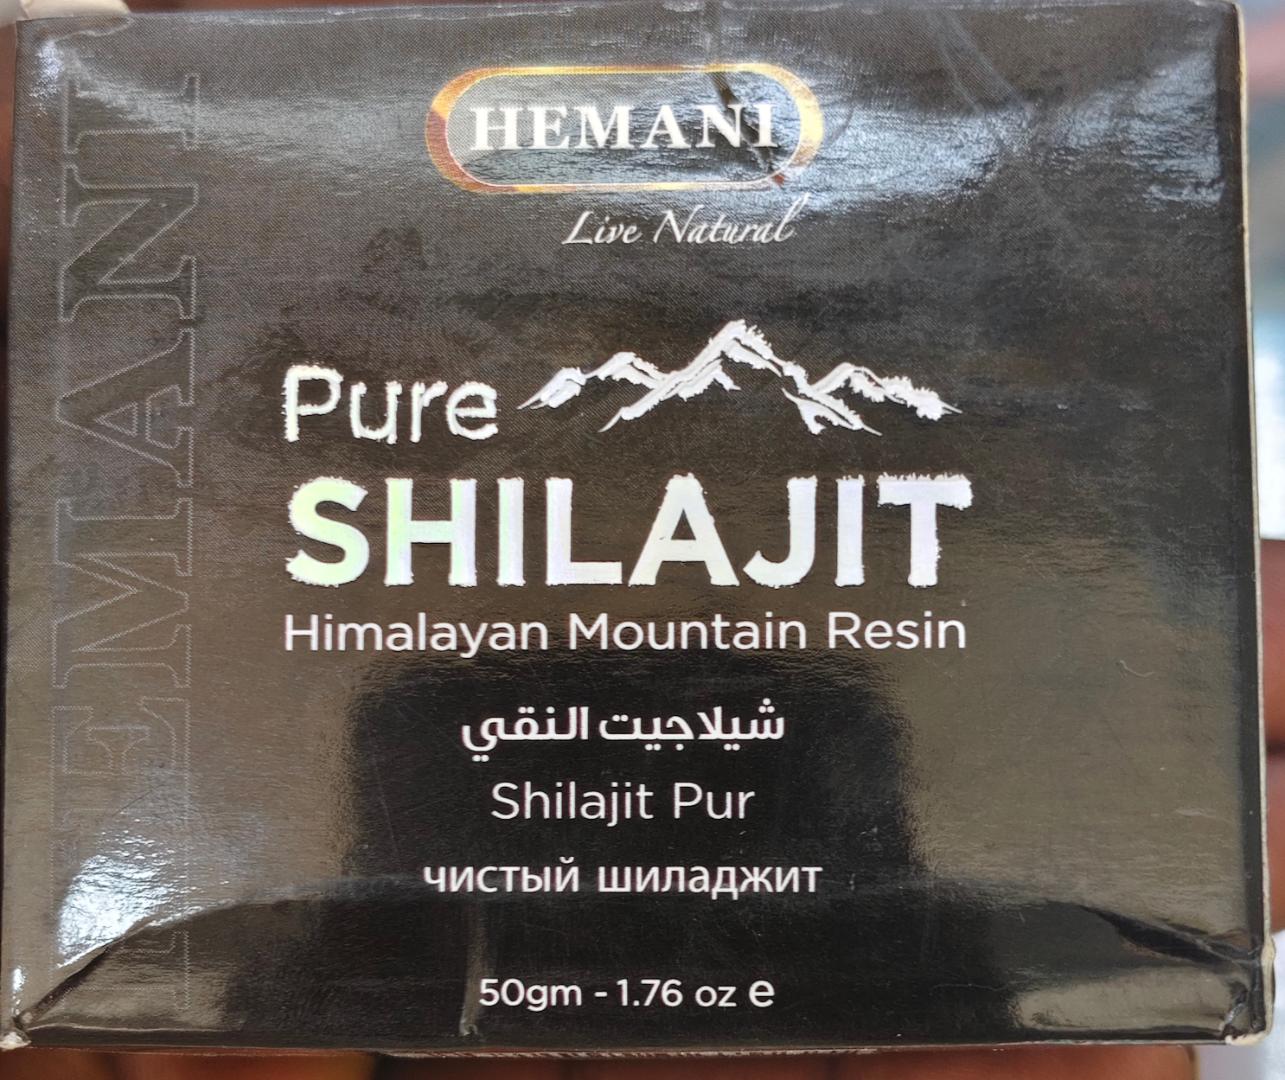 HEMANI
HEMANI
Live Natural
Pure
SHILAJIT
Himalayan Mountain Resin
شيلاجيت النقي
Shilajit Pur
чистый шиладжит
50gm - 1.76 oz e